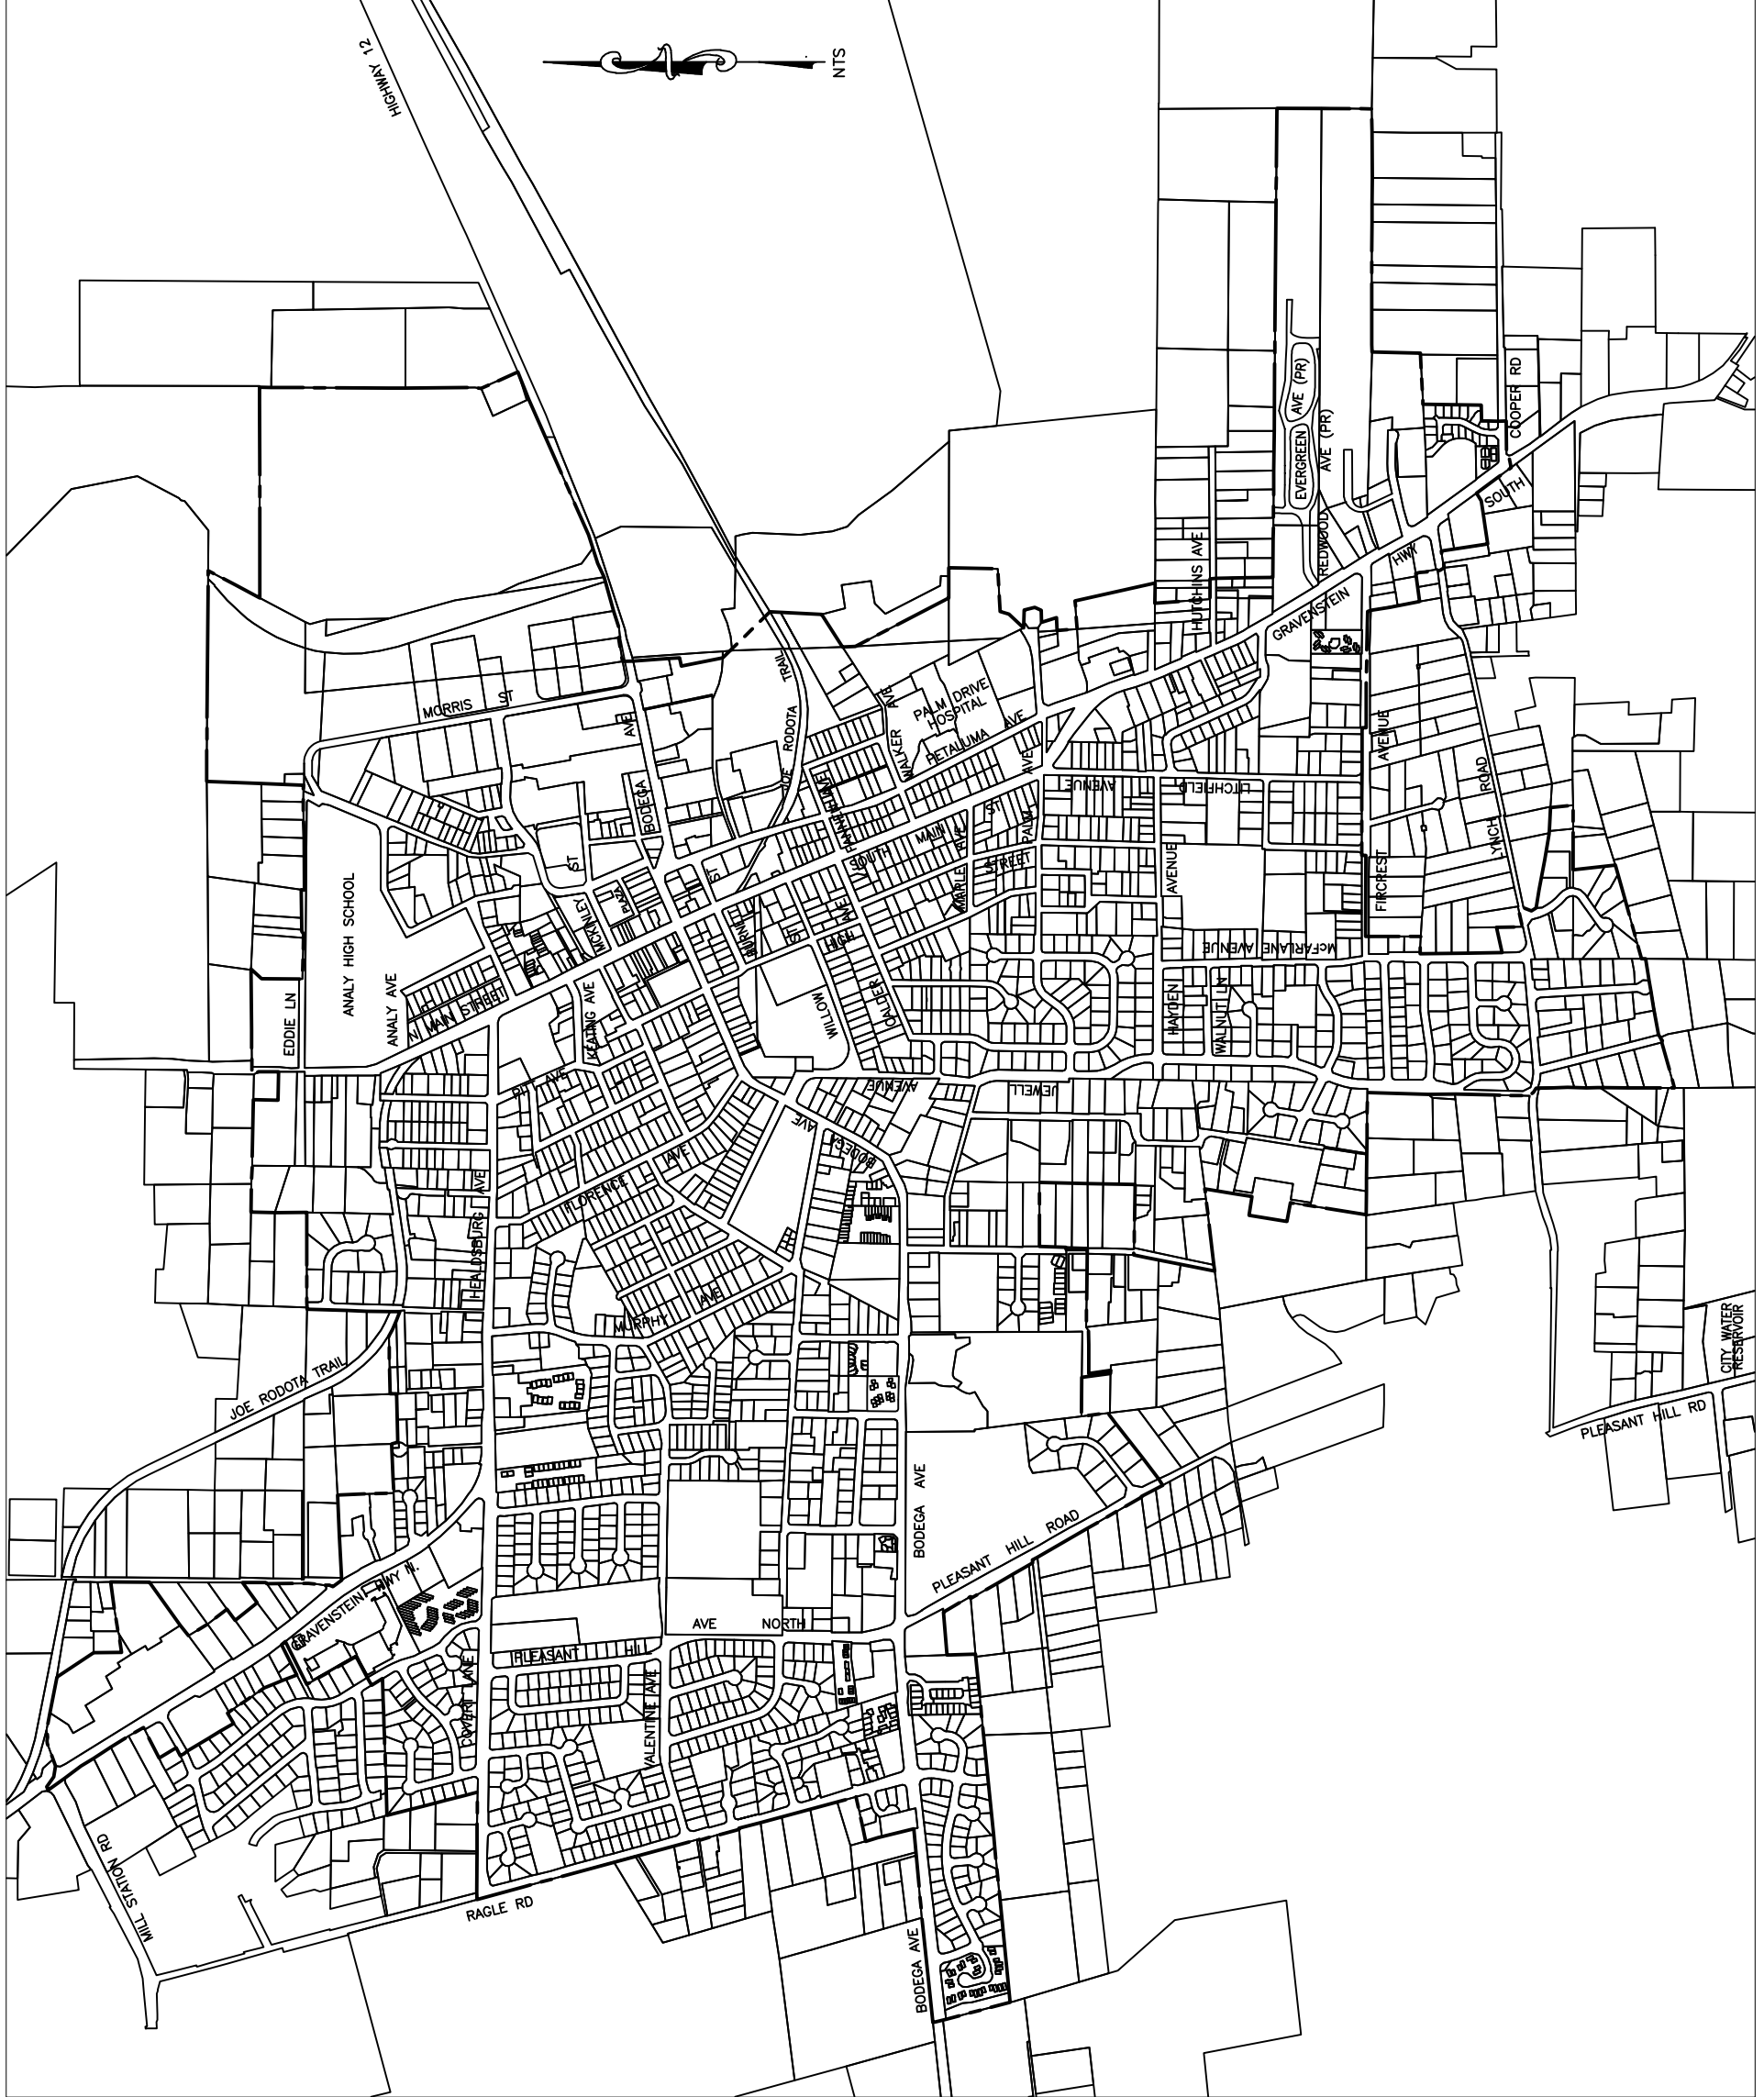 HIGHWAY 12
NTS
MORRIS ST
EDDIE LN
ANALY HIGH SCHOOL
ANALY AVE
N MAIN STREET
MCKINLEY ST
PLAZA
BODEGA AVE
JOE RODOTA TRAIL
WALKER AVE
PALM DRIVE
HOSPITAL
PETALUMA AVE
BURNETT ST
SOUTH MAIN ST
WILLOW ST
HIGH STREET
CALDER AVE
MAPLE AVE
PALM AVE
KEATING AVE
PITT AVE
FLORENCE AVE
MURPHY AVE
HEALDSBURG AVE
JEWELL AVENUE
BODEGA AVE
HUTCHINS AVE
EVERGREEN AVE (PR)
REDWOOD AVE (PR)
COOPER RD
GRAVENSTEIN HWY SOUTH
LITCHFIELD AVENUE
HAYDEN AVENUE
WALNUT LN
McFARLANE AVENUE
FIRCREST AVENUE
LYNCH ROAD
JOE RODOTA TRAIL
GRAVENSTEIN HWY N.
COVERT LANE
PLEASANT HILL AVE NORTH
VALENTINE AVE
BODEGA AVE
PLEASANT HILL ROAD
PLEASANT HILL RD
CITY WATER
RESERVOIR
MILL STATION RD
RAGLE RD
BODEGA AVE